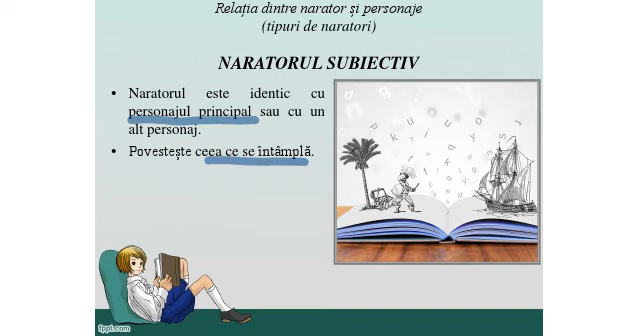 Relația dintre narator și personaje
(tipuri de naratori)
NARATORUL SUBIECTIV
• Naratorul este identic cu
personajul principal sau cu un
alt personaj.
• Povestește ceea ce se întâmplă.
fppt.com